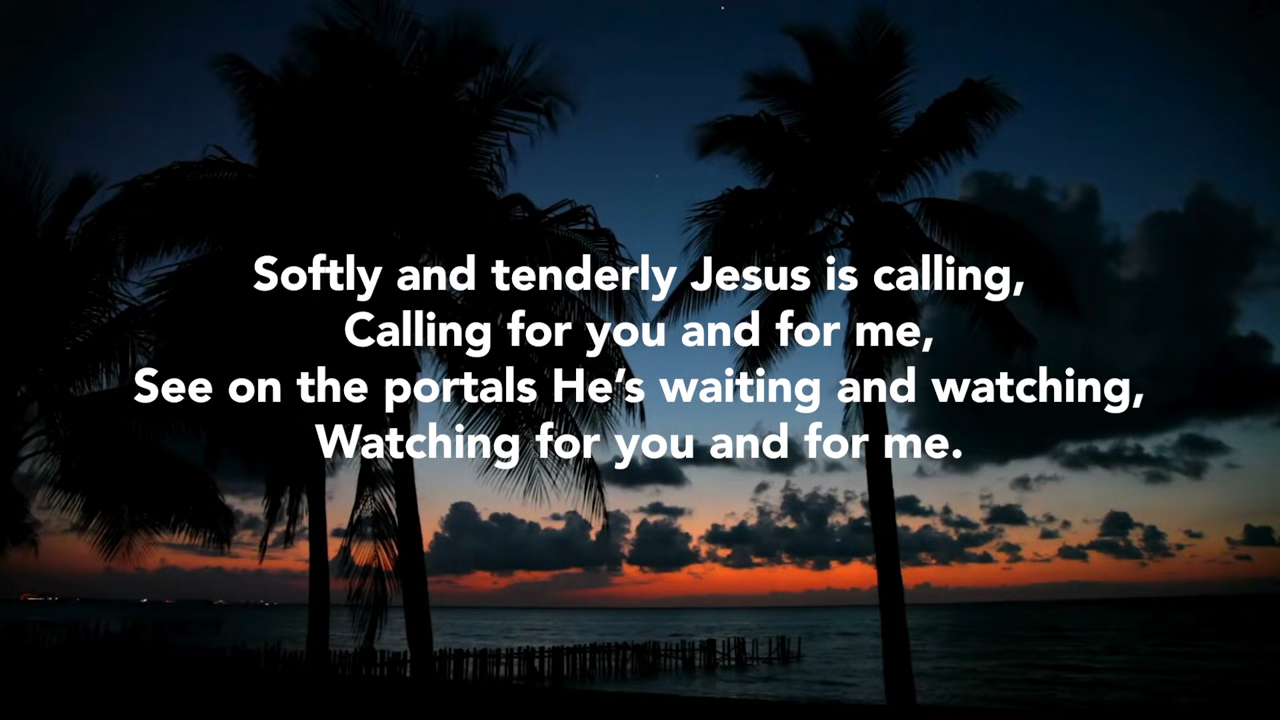 Softly and tenderly Jesus is calling,
Calling for you and for me,
See on the portals He’s waiting and watching,
Watching for you and for me.